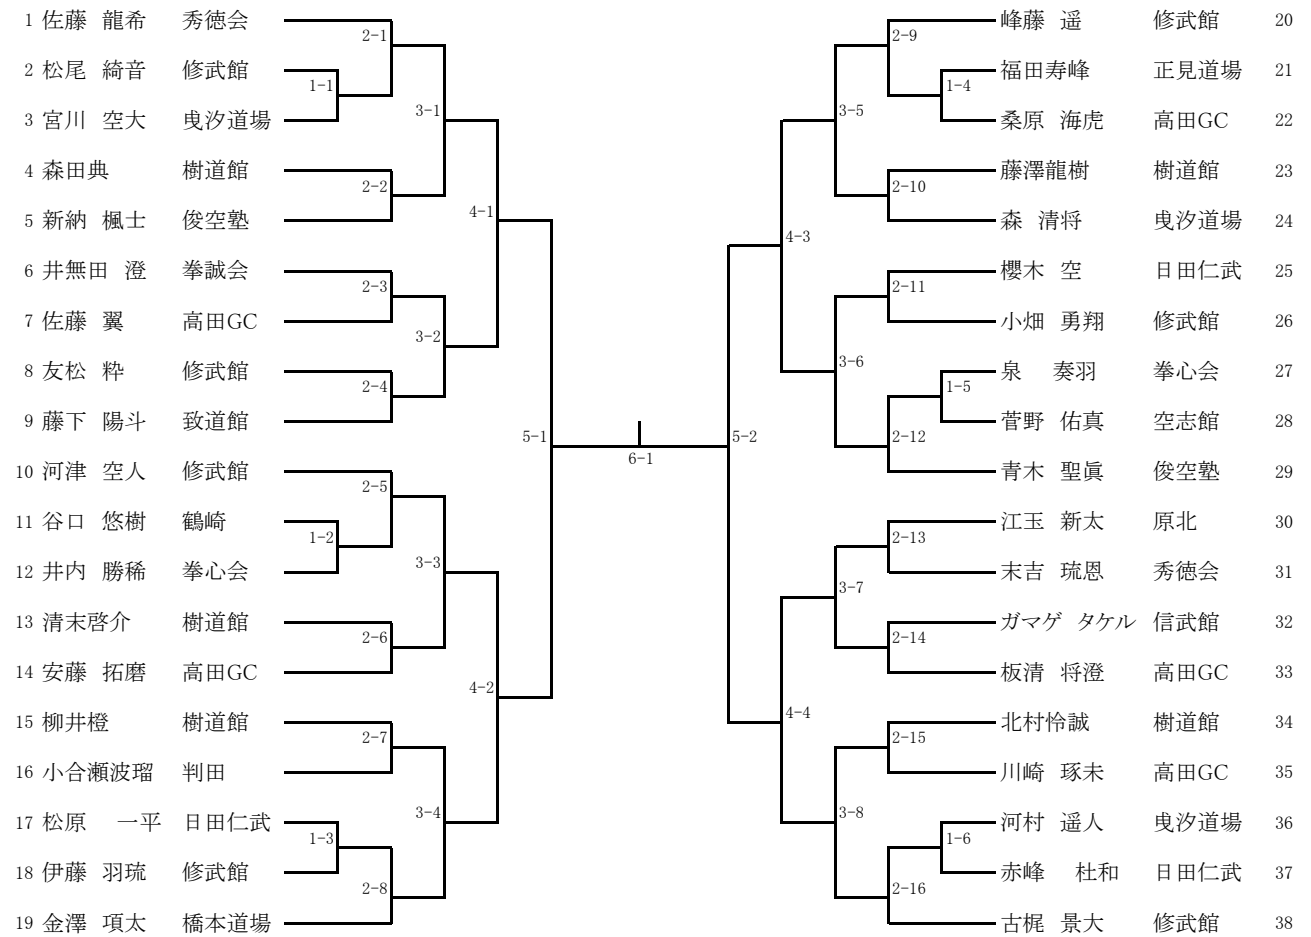 1 佐藤 龍希 秀徳会
2 松尾 綺音 修武館
3 宮川 空大 曳汐道場
4 森田典 樹道館
5 新納 楓士 俊空塾
6 井無田 澄 拳誠会
7 佐藤 翼 高田GC
8 友松 粋 修武館
9 藤下 陽斗 致道館
10 河津 空人 修武館
11 谷口 悠樹 鶴崎
12 井内 勝稀 拳心会
13 清末啓介 樹道館
14 安藤 拓磨 高田GC
15 柳井橙 樹道館
16 小合瀬波瑠 判田
17 松原 一平 日田仁武
18 伊藤 羽琉 修武館
19 金澤 項太 橋本道場
2-1
1-1
3-1
2-2
4-1
2-3
3-2
2-4
5-1
2-5
1-2
3-3
2-6
4-2
2-7
3-4
1-3
2-8
6-1
2-9
1-4
3-5
2-10
4-3
2-11
3-6
1-5
2-12
5-2
2-13
3-7
2-14
4-4
2-15
3-8
1-6
2-16
峰藤 遥 修武館 20
福田寿峰 正見道場 21
桑原 海虎 高田GC 22
藤澤龍樹 樹道館 23
森 清将 曳汐道場 24
櫻木 空 日田仁武 25
小畑 勇翔 修武館 26
泉 奏羽 拳心会 27
菅野 佑真 空志館 28
青木 聖眞 俊空塾 29
江玉 新太 原北 30
末吉 琉恩 秀徳会 31
ガマゲ タケル 信武館 32
板清 将澄 高田GC 33
北村怜誠 樹道館 34
川崎 琢未 高田GC 35
河村 遥人 曳汐道場 36
赤峰 杜和 日田仁武 37
古梶 景大 修武館 38